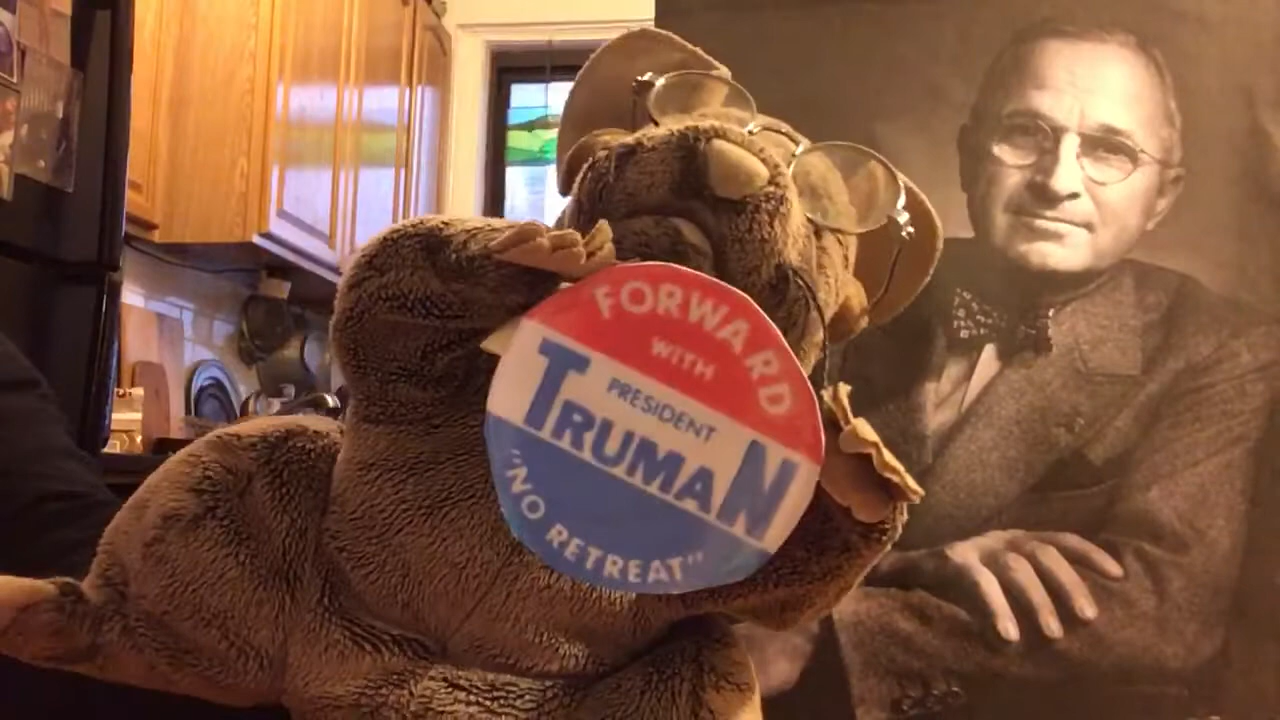 FORWARD
WITH
PRESIDENT
TRUMAN
"NO RETREAT"